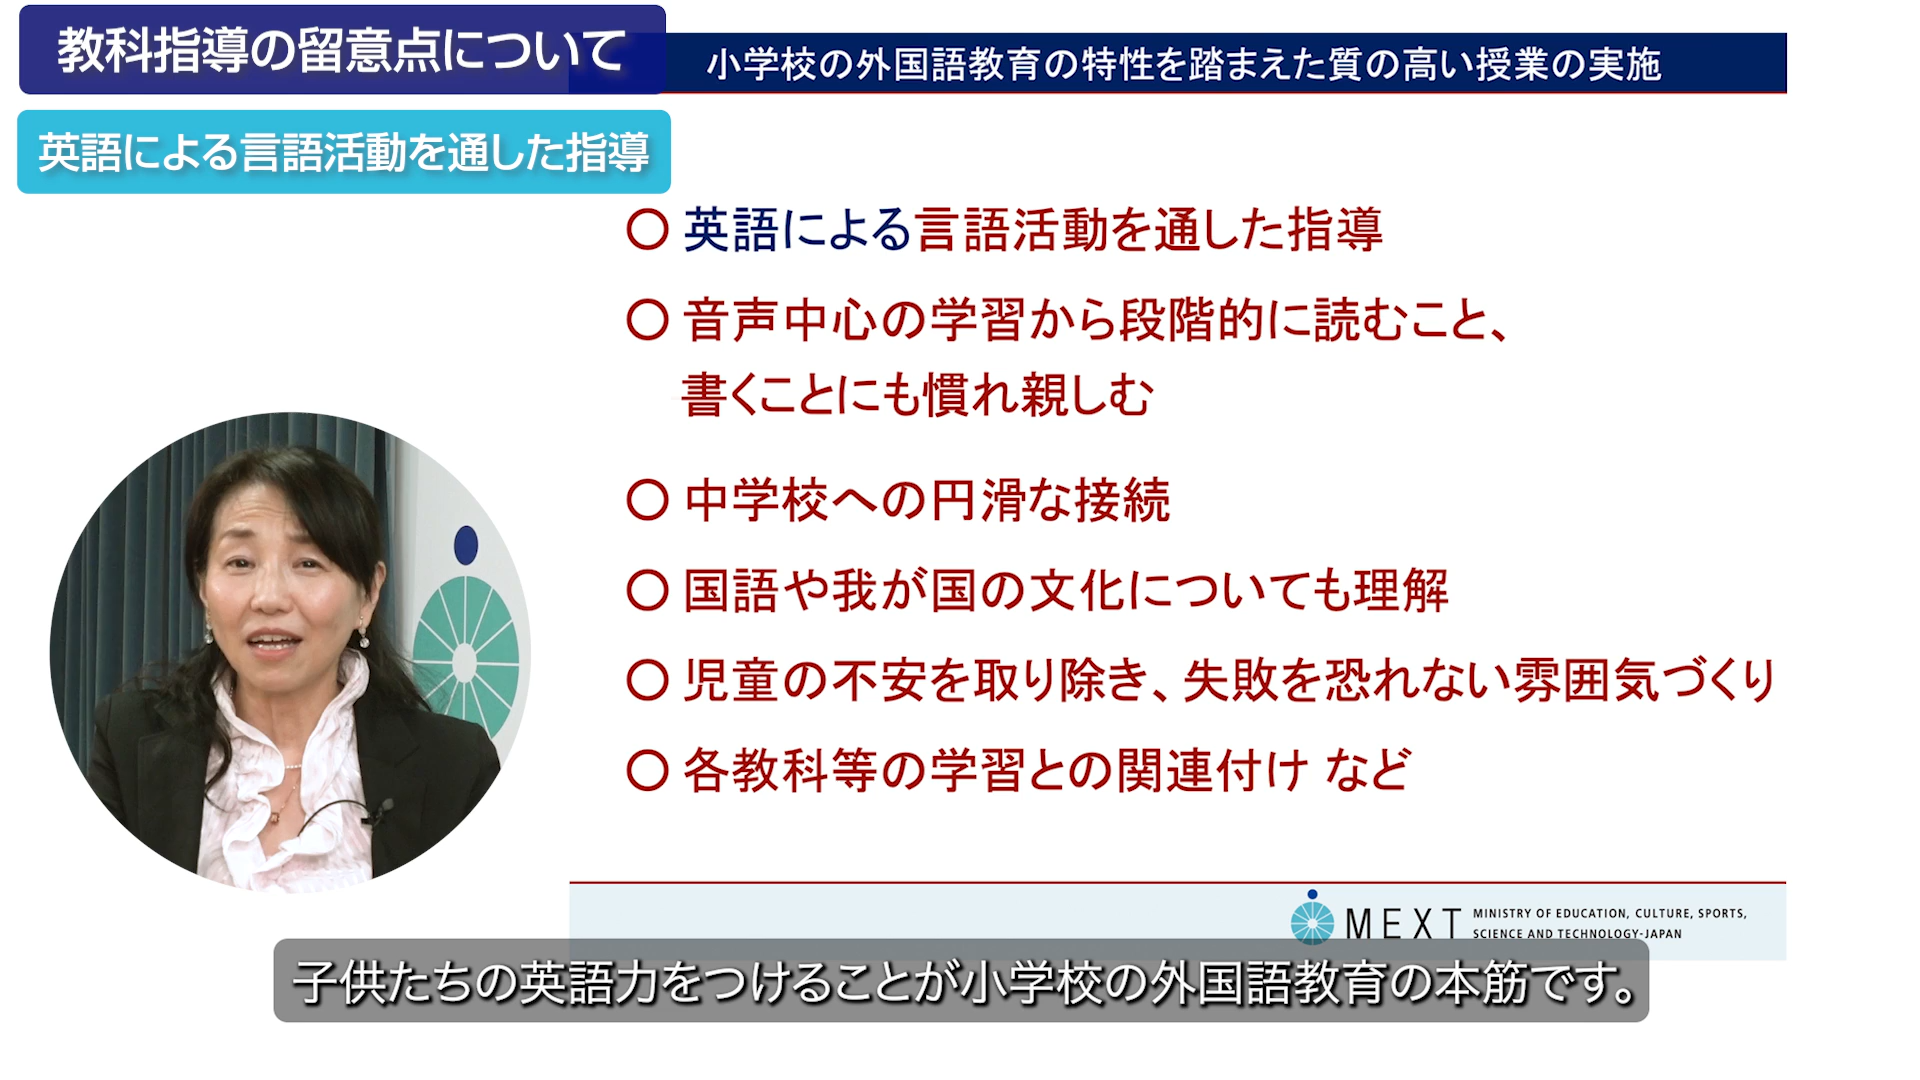 教科指導の留意点について
小学校の外国語教育の特性を踏まえた質の高い授業の実施
英語による言語活動を通した指導
〇 英語による言語活動を通した指導
〇 音声中心の学習から段階的に読むこと、
書くことにも慣れ親しむ
〇 中学校への円滑な接続
〇 国語や我が国の文化についても理解
〇 児童の不安を取り除き、失敗を恐れない雰囲気づくり
〇 各教科等の学習との関連付け など
MEXT
MINISTRY OF EDUCATION, CULTURE, SPORTS,
SCIENCE AND TECHNOLOGY-JAPAN
子供たちの英語力をつけることが小学校の外国語教育の本筋です。